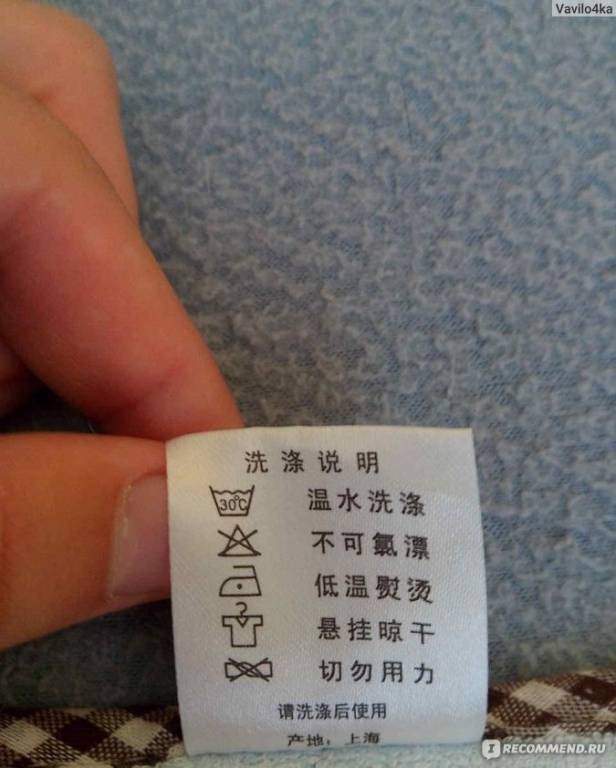 Vavilo4ka
洗涤说明
30℃ 温水洗涤
不可氯漂
低温熨烫
悬挂晾干
切勿用力
请洗涤后使用
产地：上海
IRECOMMEND.RU